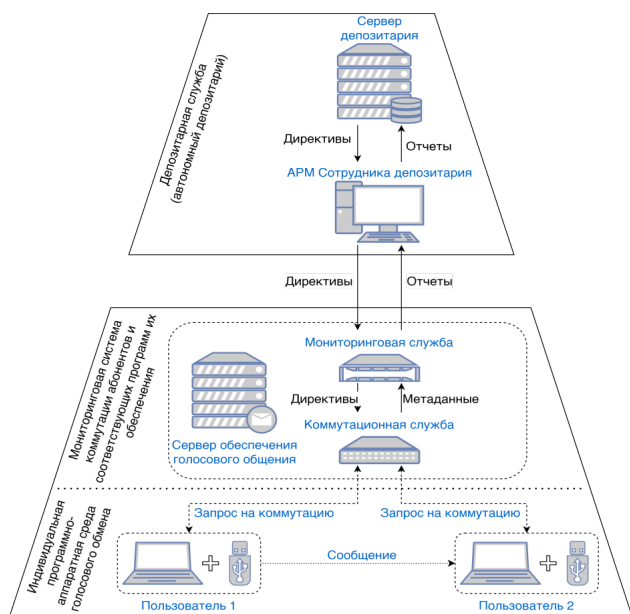 Сервер
депозитария
Депозитарная служба
(автономный депозитарий)
Директивы
Отчеты
АРМ Сотрудника депозитария
Директивы
Отчеты
Мониторинговая система
коммутации абонентов и
соответствующих программ их
обеспечения
Мониторинговая служба
Директивы
Метаданные
Сервер обеспечения
голосового общения
Коммутационная служба
Индивидуальная
программно-
аппаратная среда
голосового обмена
Запрос на коммутацию
Запрос на коммутацию
Сообщение
Пользователь 1
Пользователь 2